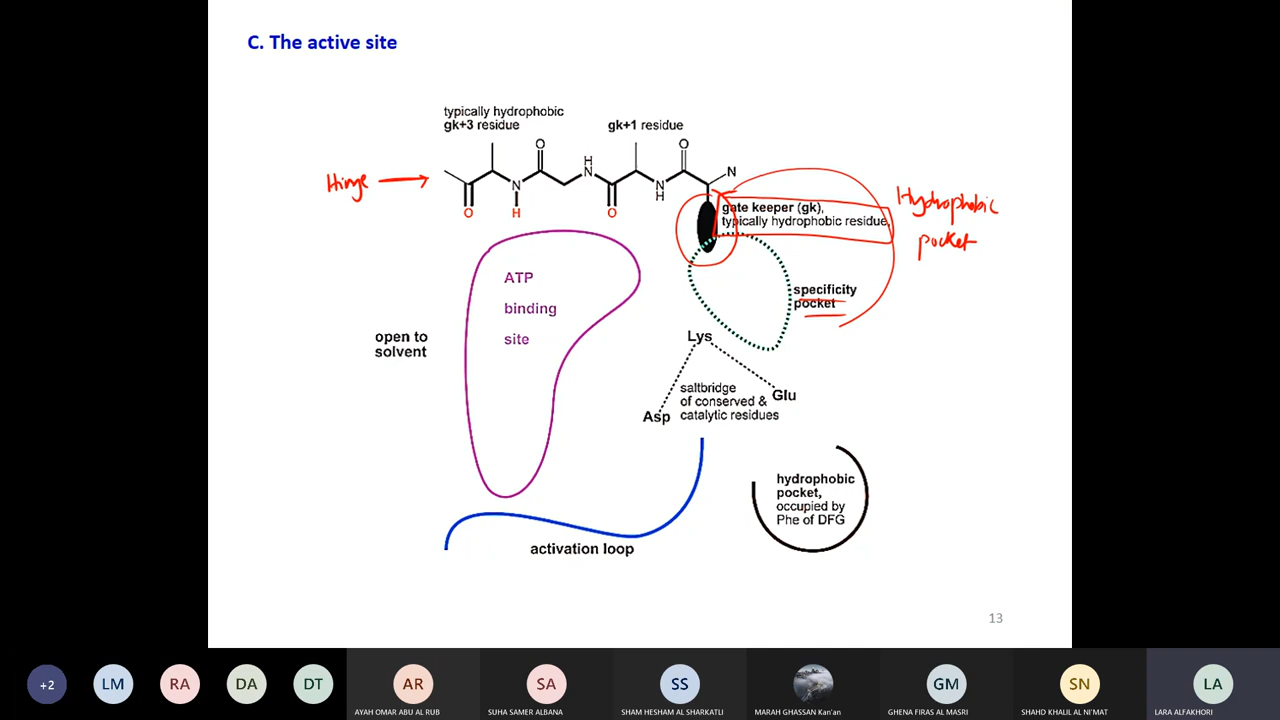 C. The active site
typically hydrophobic
gk+3 residue
gk+1 residue
O
O
H
N
N
Hinge
N
N
H
O
H
O
gate keeper (gk),
typically hydrophobic residue,
Hydrophobic
pocket
ATP
binding
site
specificity
pocket
open to
solvent
Lys
saltbridge
of conserved &
catalytic residues
Glu
Asp
hydrophobic
pocket,
occupied by
Phe of DFG
activation loop
13
+2
LM
RA
DA
DT
AR
SA
SS
GM
SN
LA
AYAH OMAR ABU AL RUB
SUHA SAMER ALBANA
SHAM HESHAM AL SHARKATLI
MARAH GHASSAN Kan'an
GHENA FIRAS AL MASRI
SHAHD KHALIL AL NI'MAT
LARA ALFAKHORI